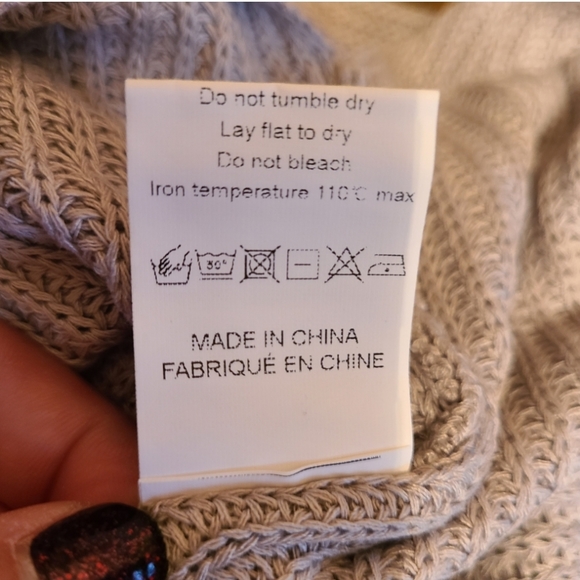 Do not tumble dry
Lay flat to dry
Do not bleach
Iron temperature 110°C max
30°
MADE IN CHINA
FABRIQUÉ EN CHINE